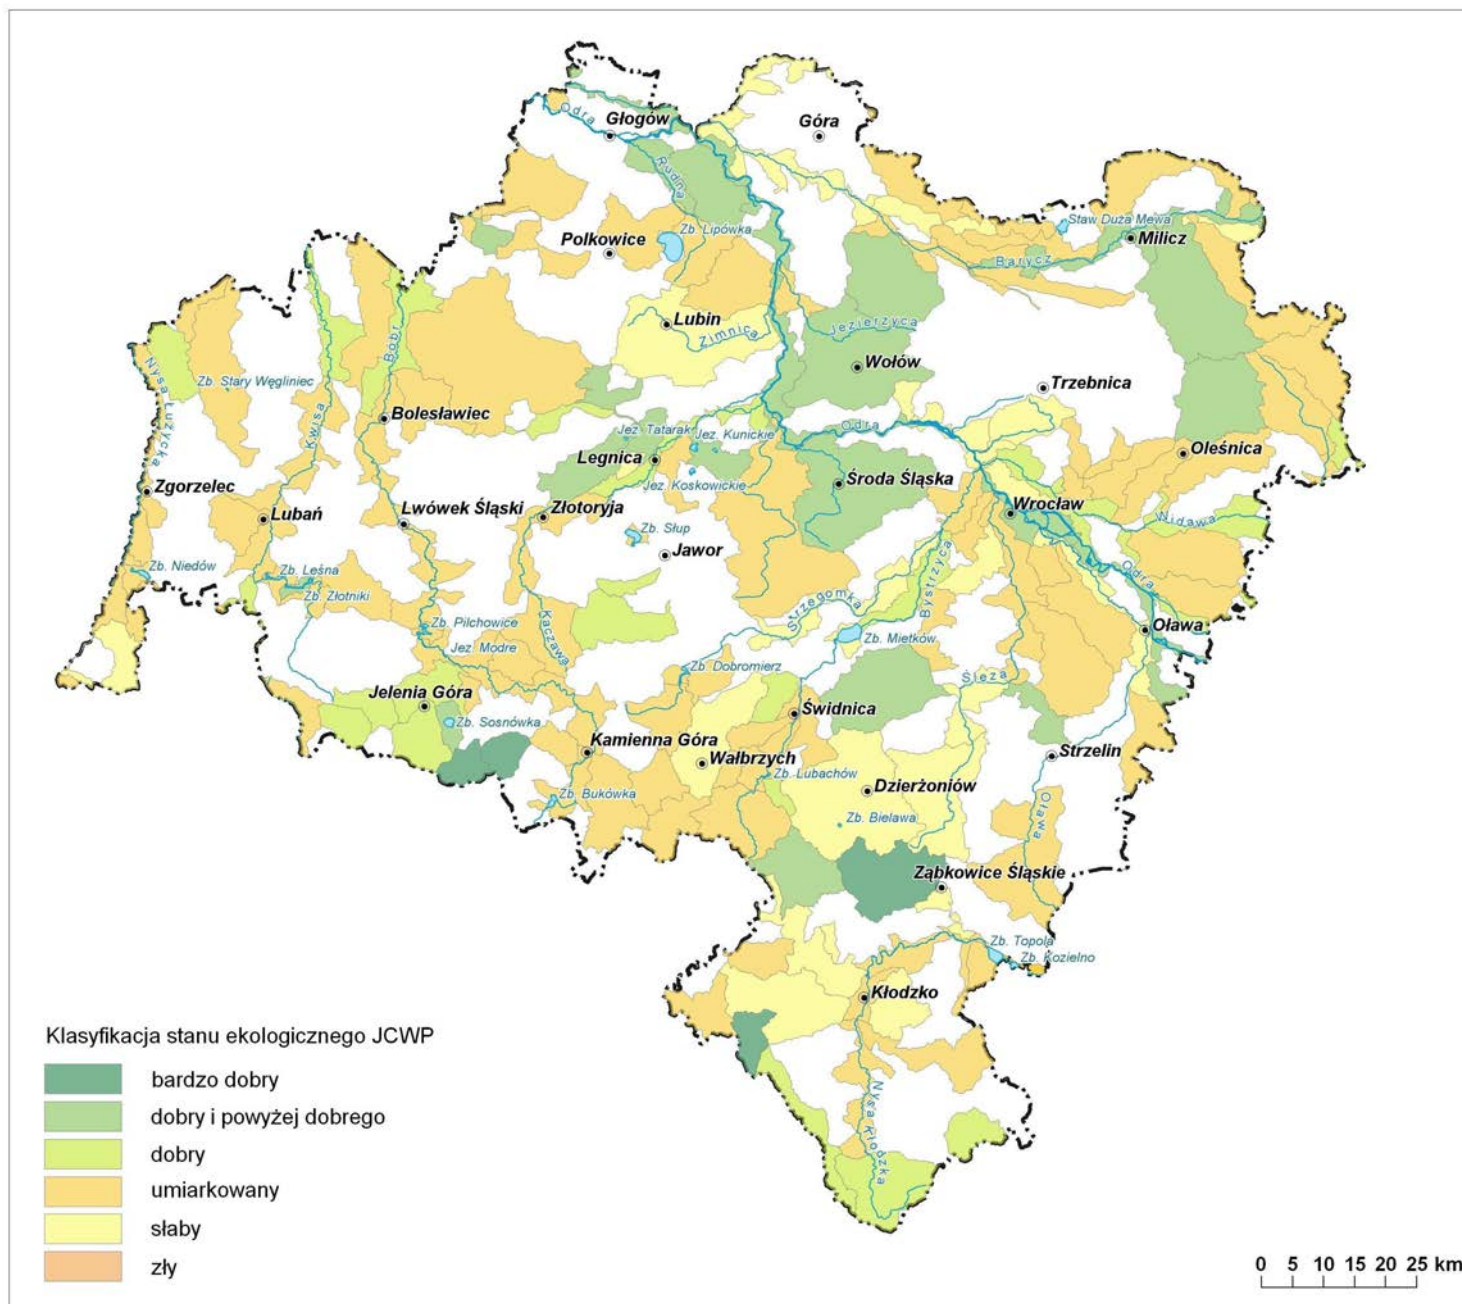 Odra
Głogów
Góra
Rudna
Staw Duża Mewa
Milicz
Polkowice
Zb. Lipówka
Barycz
Lubin
Zimnica
Jezierzyca
Wołów
Bóbr
Nysa Łużycka
Zb. Stary Węgliniec
Trzebnica
Kwisa
Bolesławiec
Odra
Jez. Tatarak
Jez. Kunickie
Legnica
Oleśnica
Zgorzelec
Jez. Koskowickie
Środa Śląska
Lubań
Lwówek Śląski
Złotoryja
Wrocław
Nidawa
Zb. Słup
Jawor
Zb. Niedów
Zb. Leśna
Zb. Złotniki
Bystrzyca
Odra
Strzegomka
Kaczawa
Zb. Pilchowice
Oława
Zb. Mietków
Jez. Modre
Zb. Dobromierz
Ślęza
Jelenia Góra
Zb. Sosnówka
Świdnica
Kamienna Góra
Wałbrzych
Strzelin
Zb. Lubachów
Zb. Bukówka
Dzierżoniów
Oława
Zb. Bielawa
Ząbkowice Śląskie
Zb. Topola
Zb. Kozielno
Kłodzko
Nysa Kłodzka
Klasyfikacja stanu ekologicznego JCWP
bardzo dobry
dobry i powyżej dobrego
dobry
umiarkowany
słaby
zły
0 5 10 15 20 25 km